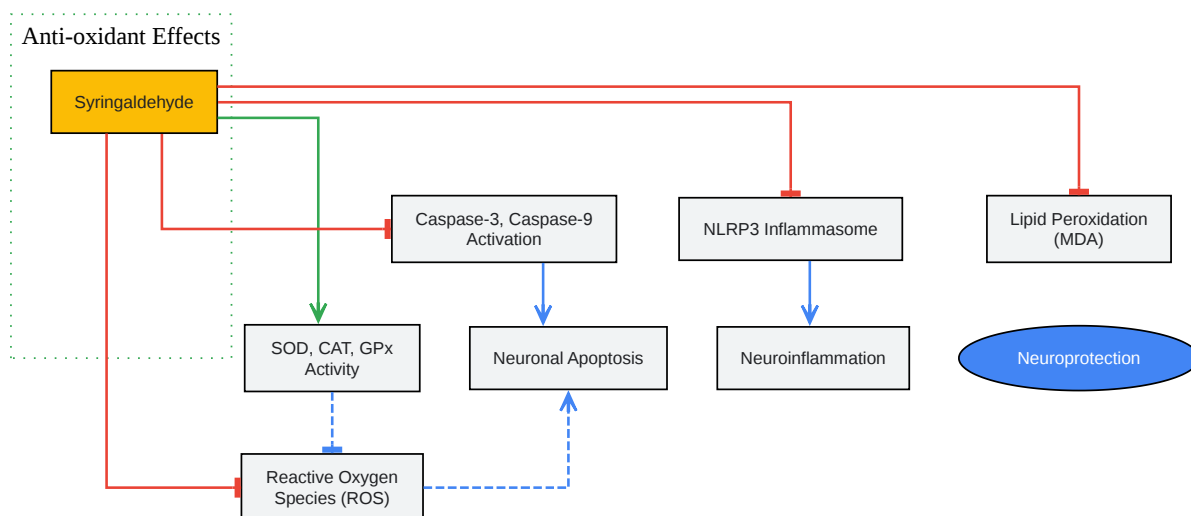 Anti-oxidant Effects
Syringaldehyde
Caspase-3, Caspase-9
Activation
NLRP3 Inflammasome
Lipid Peroxidation
(MDA)
SOD, CAT, GPx
Activity
Neuronal Apoptosis
Neuroinflammation
Neuroprotection
Reactive Oxygen
Species (ROS)